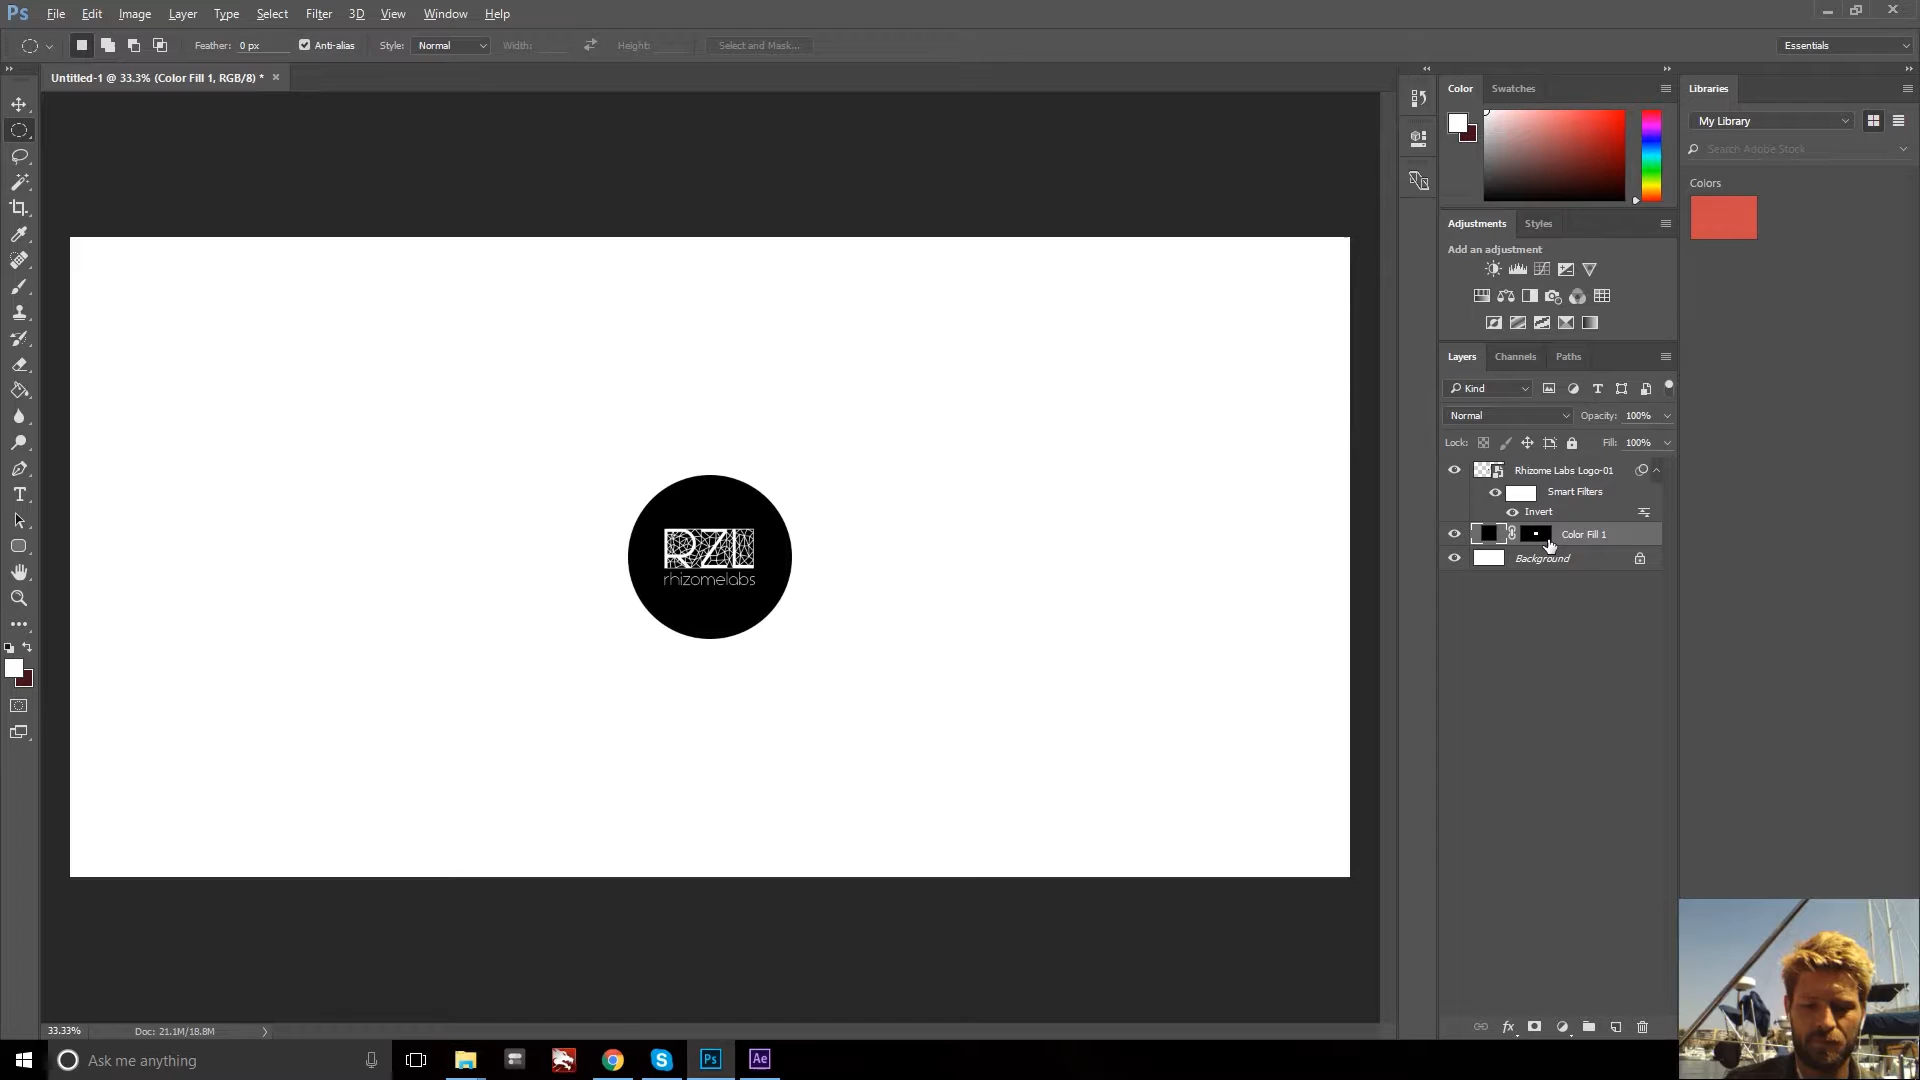 Ps File Edit Image Layer Type Select Filter 3D View Window Help
Feather: 0 px Anti-alias Style: Normal Width: Height: Select and Mask... Essentials
Untitled-1 @ 33.3% (Color Fill 1, RGB/8) *
Color Swatches
Libraries
My Library
Search Adobe Stock
Colors
Adjustments Styles
Add an adjustment
Layers Channels Paths
Kind
Normal Opacity: 100%
Lock: Fill: 100%
Rhizome Labs Logo-01
Smart Filters
Invert
Color Fill 1
Background
RZL
rhizomelabs
33.33% Doc: 21.1M/18.8M
Ask me anything
Ps Ae